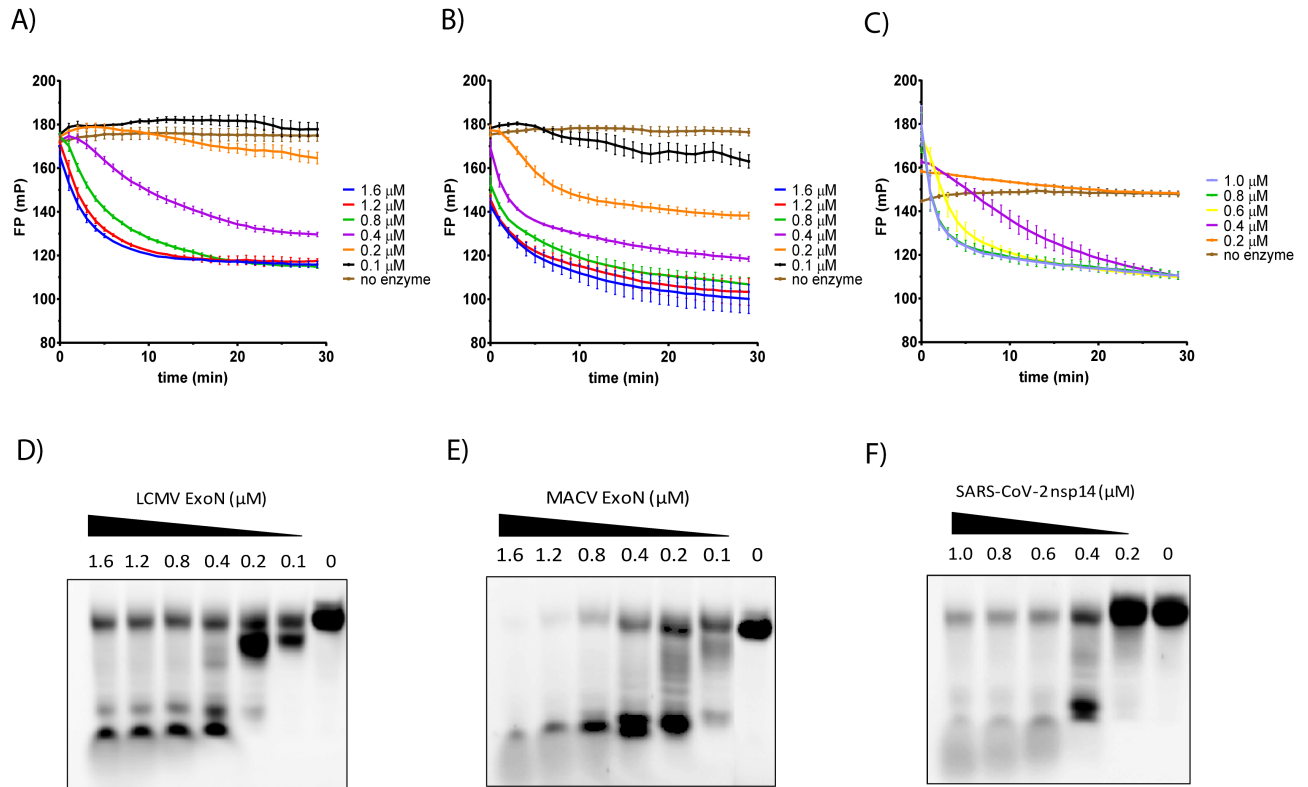 A)
B)
C)
200
180
160
140
120
100
80
FP (mP)
0
10
20
30
time (min)
1.6 µM
1.2 µM
0.8 µM
0.4 µM
0.2 µM
0.1 µM
no enzyme
200
180
160
140
120
100
80
FP (mP)
0
10
20
30
time (min)
1.6 µM
1.2 µM
0.8 µM
0.4 µM
0.2 µM
0.1 µM
no enzyme
200
180
160
140
120
100
80
FP (mP)
0
10
20
30
time (min)
1.0 µM
0.8 µM
0.6 µM
0.4 µM
0.2 µM
no enzyme
D)
LCMV ExoN (µM)
1.6 1.2 0.8 0.4 0.2 0.1 0
E)
MACV ExoN (µM)
1.6 1.2 0.8 0.4 0.2 0.1 0
F)
SARS-CoV-2 nsp14 (µM)
1.0 0.8 0.6 0.4 0.2 0